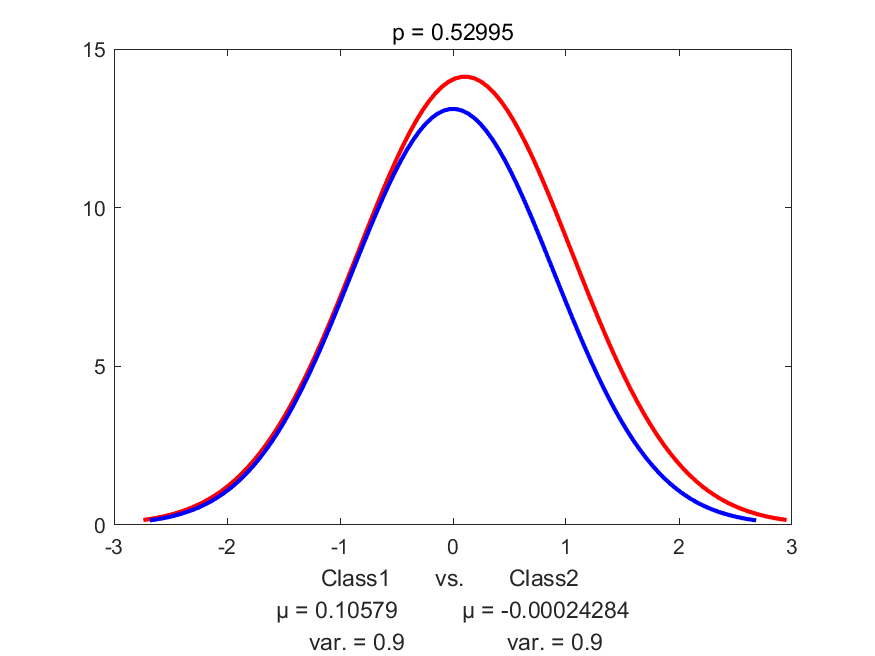 p = 0.52995
15
10
5
0
-3 -2 -1 0 1 2 3
Class1 vs. Class2
μ = 0.10579 μ = -0.00024284
var. = 0.9 var. = 0.9